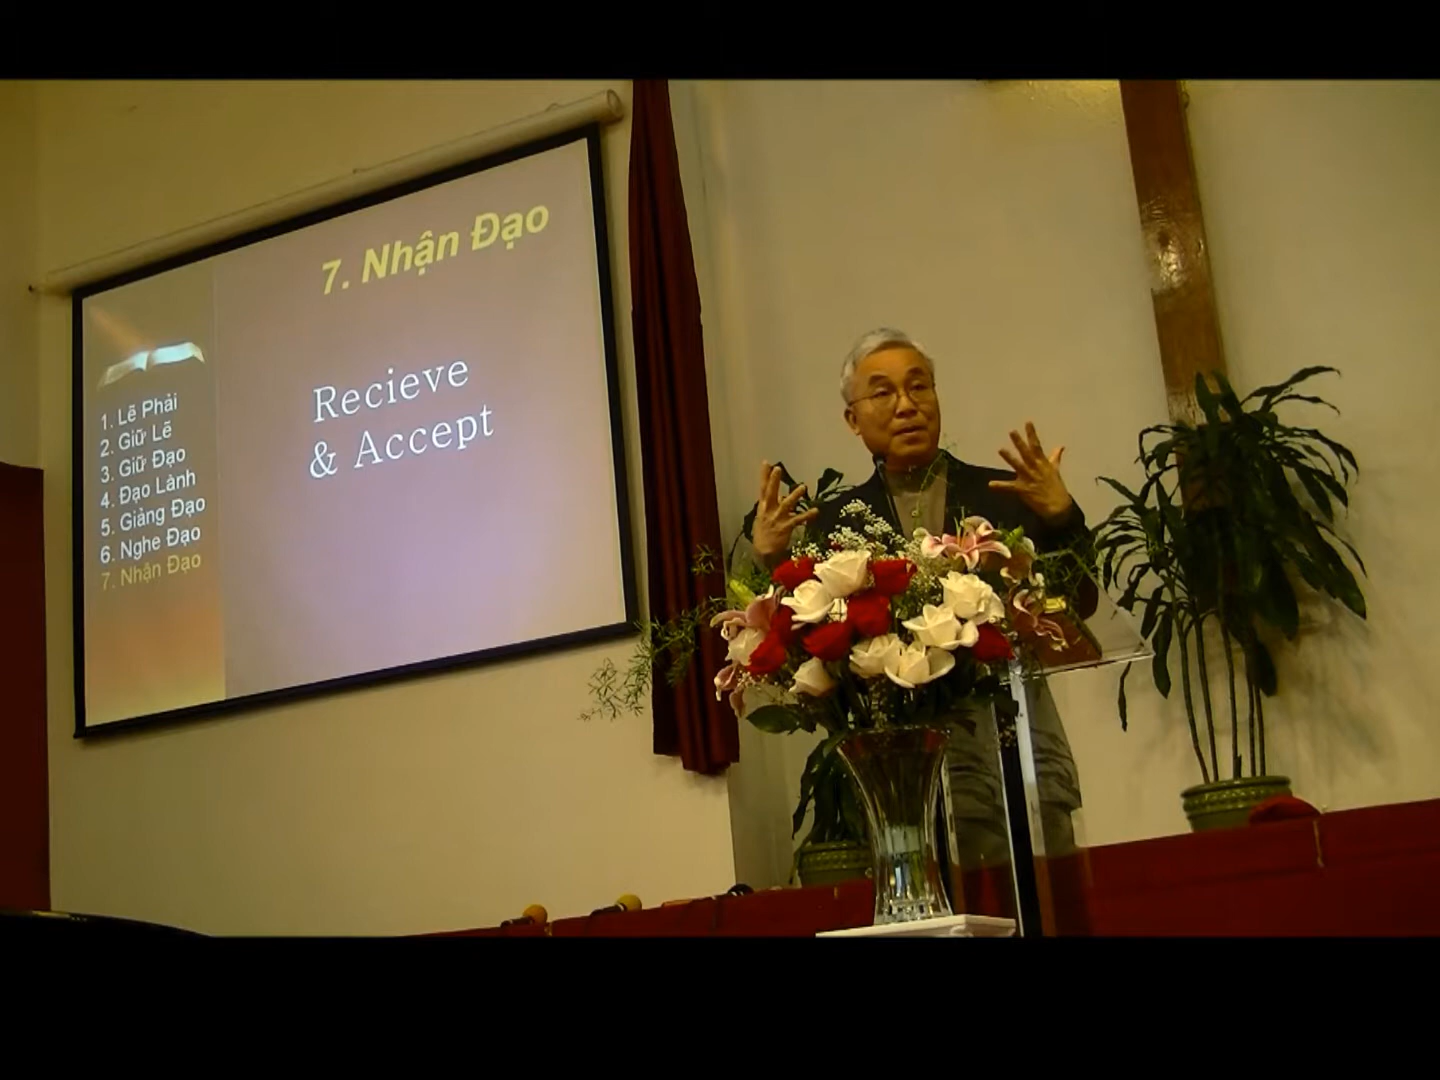 7. Nhận Đạo
Recieve
& Accept
1. Lẽ Phải
2. Giữ Lẽ
3. Giữ Đạo
4. Đạo Lành
5. Giảng Đạo
6. Nghe Đạo
7. Nhận Đạo